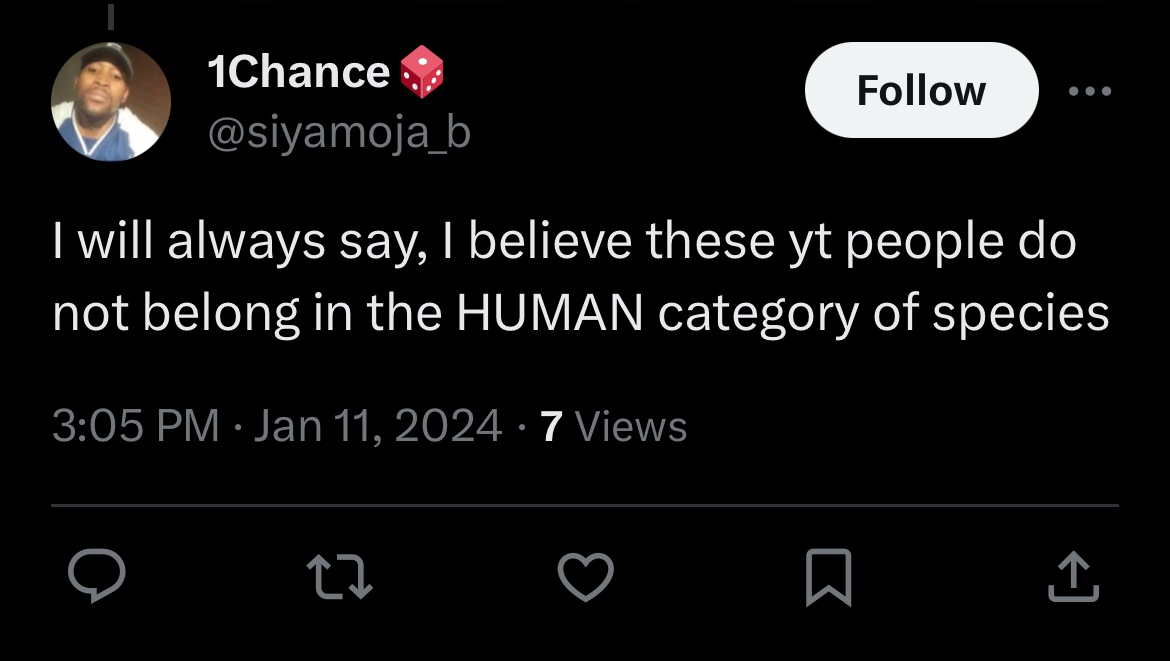 1Chance🎲
@siyamoja_b
Follow
I will always say, I believe these yt people do
not belong in the HUMAN category of species
3:05 PM · Jan 11, 2024 · 7 Views